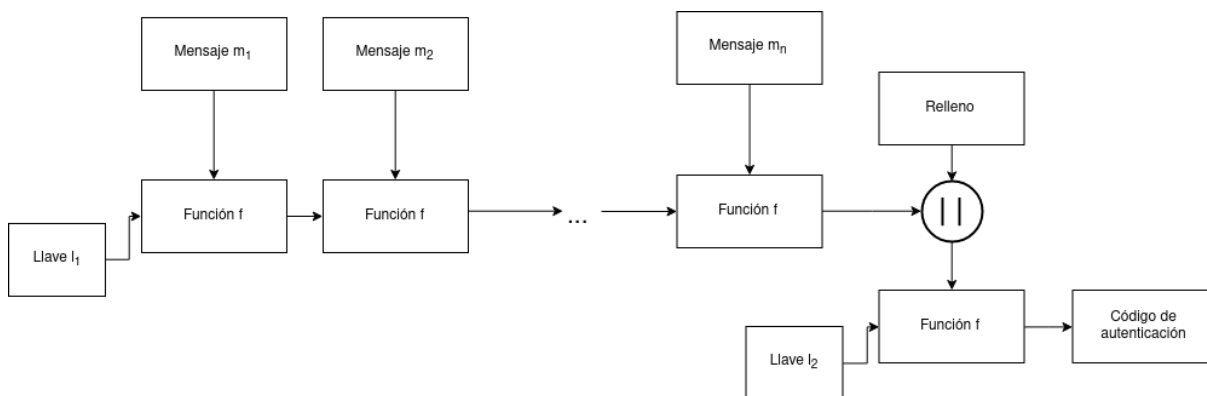 Mensaje m₁
Mensaje m₂
Mensaje mₙ
Relleno
Función f
Función f
...
Función f
||
Llave l₁
Función f
Código de
autenticación
Llave l₂